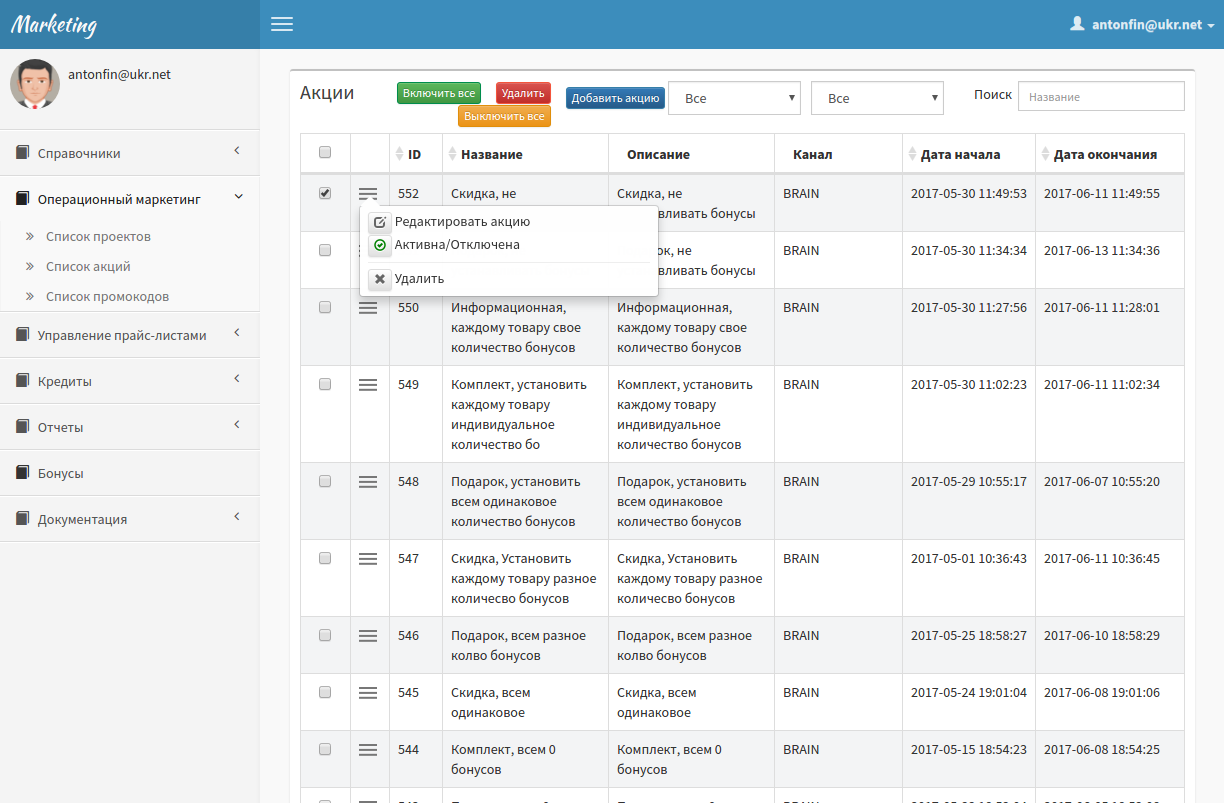 Marketing
antonfin@ukr.net
antonfin@ukr.net
Справочники
Операционный маркетинг
Список проектов
Список акций
Список промокодов
Управление прайс-листами
Кредиты
Отчеты
Бонусы
Документация
Акции
Включить все
Удалить
Выключить все
Добавить акцию
Все
Все
Поиск
Название
ID Название Описание Канал Дата начала Дата окончания
552 Скидка, не Скидка, не BRAIN 2017-05-30 11:49:53 2017-06-11 11:49:55
вливать бонусы
Редактировать акцию
Активна/Отключена
Удалить
ок, не BRAIN 2017-05-30 11:34:34 2017-06-13 11:34:36
вливать бонусы
550 Информационная, Информационная, BRAIN 2017-05-30 11:27:56 2017-06-11 11:28:01
каждому товару свое каждому товару свое
количество бонусов количество бонусов
549 Комплект, установить Комплект, установить BRAIN 2017-05-30 11:02:23 2017-06-11 11:02:34
каждому товару каждому товару
индивидуальное индивидуальное
количество бо количество бонусов
548 Подарок, установить Подарок, установить BRAIN 2017-05-29 10:55:17 2017-06-07 10:55:20
всем одинаковое всем одинаковое
количество бонусов количество бонусов
547 Скидка, Установить Скидка, Установить BRAIN 2017-05-01 10:36:43 2017-06-11 10:36:45
каждому товару разное каждому товару разное
количесво бонусов количесво бонусов
546 Подарок, всем разное Подарок, всем разное BRAIN 2017-05-25 18:58:27 2017-06-10 18:58:29
колво бонусов колво бонусов
545 Скидка, всем Скидка, всем BRAIN 2017-05-24 19:01:04 2017-06-08 19:01:06
одинаковое одинаковое
544 Комплект, всем 0 Комплект, всем 0 BRAIN 2017-05-15 18:54:23 2017-06-08 18:54:25
бонусов бонусов